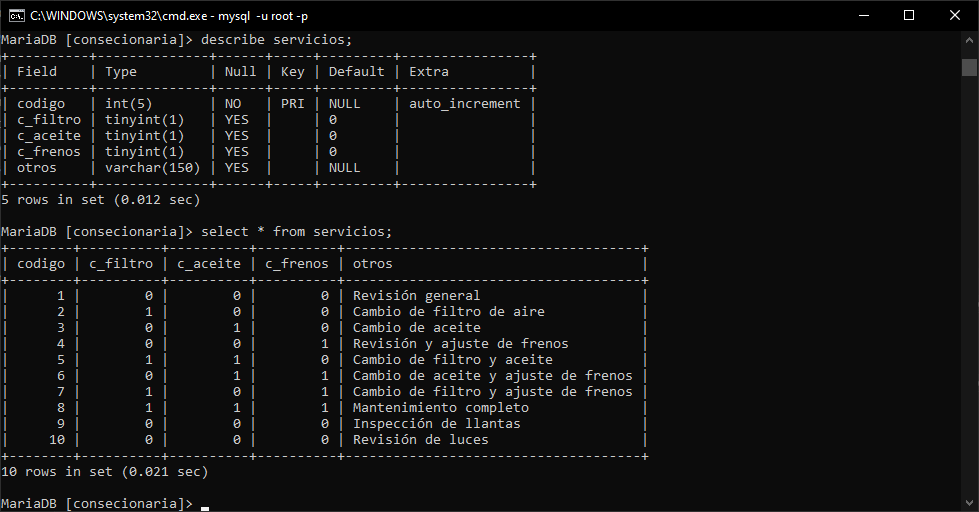 C:\WINDOWS\system32\cmd.exe - mysql  -u root -p
MariaDB [consecionaria]> describe servicios;
+----------+--------------+------+-----+---------+----------------+
| Field    | Type         | Null | Key | Default | Extra          |
+----------+--------------+------+-----+---------+----------------+
| codigo   | int(5)       | NO   | PRI | NULL    | auto_increment |
| c_filtro | tinyint(1)   | YES  |     | 0       |                |
| c_aceite | tinyint(1)   | YES  |     | 0       |                |
| c_frenos | tinyint(1)   | YES  |     | 0       |                |
| otros    | varchar(150) | YES  |     | NULL    |                |
+----------+--------------+------+-----+---------+----------------+
5 rows in set (0.012 sec)
MariaDB [consecionaria]> select * from servicios;
+--------+----------+----------+----------+-------------------------------------+
| codigo | c_filtro | c_aceite | c_frenos | otros                               |
+--------+----------+----------+----------+-------------------------------------+
|      1 |        0 |        0 |        0 | Revisión general                    |
|      2 |        1 |        0 |        0 | Cambio de filtro de aire            |
|      3 |        0 |        1 |        0 | Cambio de aceite                    |
|      4 |        0 |        0 |        1 | Revisión y ajuste de frenos         |
|      5 |        1 |        1 |        0 | Cambio de filtro y aceite           |
|      6 |        0 |        1 |        1 | Cambio de aceite y ajuste de frenos |
|      7 |        1 |        0 |        1 | Cambio de filtro y ajuste de frenos |
|      8 |        1 |        1 |        1 | Mantenimiento completo              |
|      9 |        0 |        0 |        0 | Inspección de llantas               |
|     10 |        0 |        0 |        0 | Revisión de luces                   |
+--------+----------+----------+----------+-------------------------------------+
10 rows in set (0.021 sec)
MariaDB [consecionaria]>